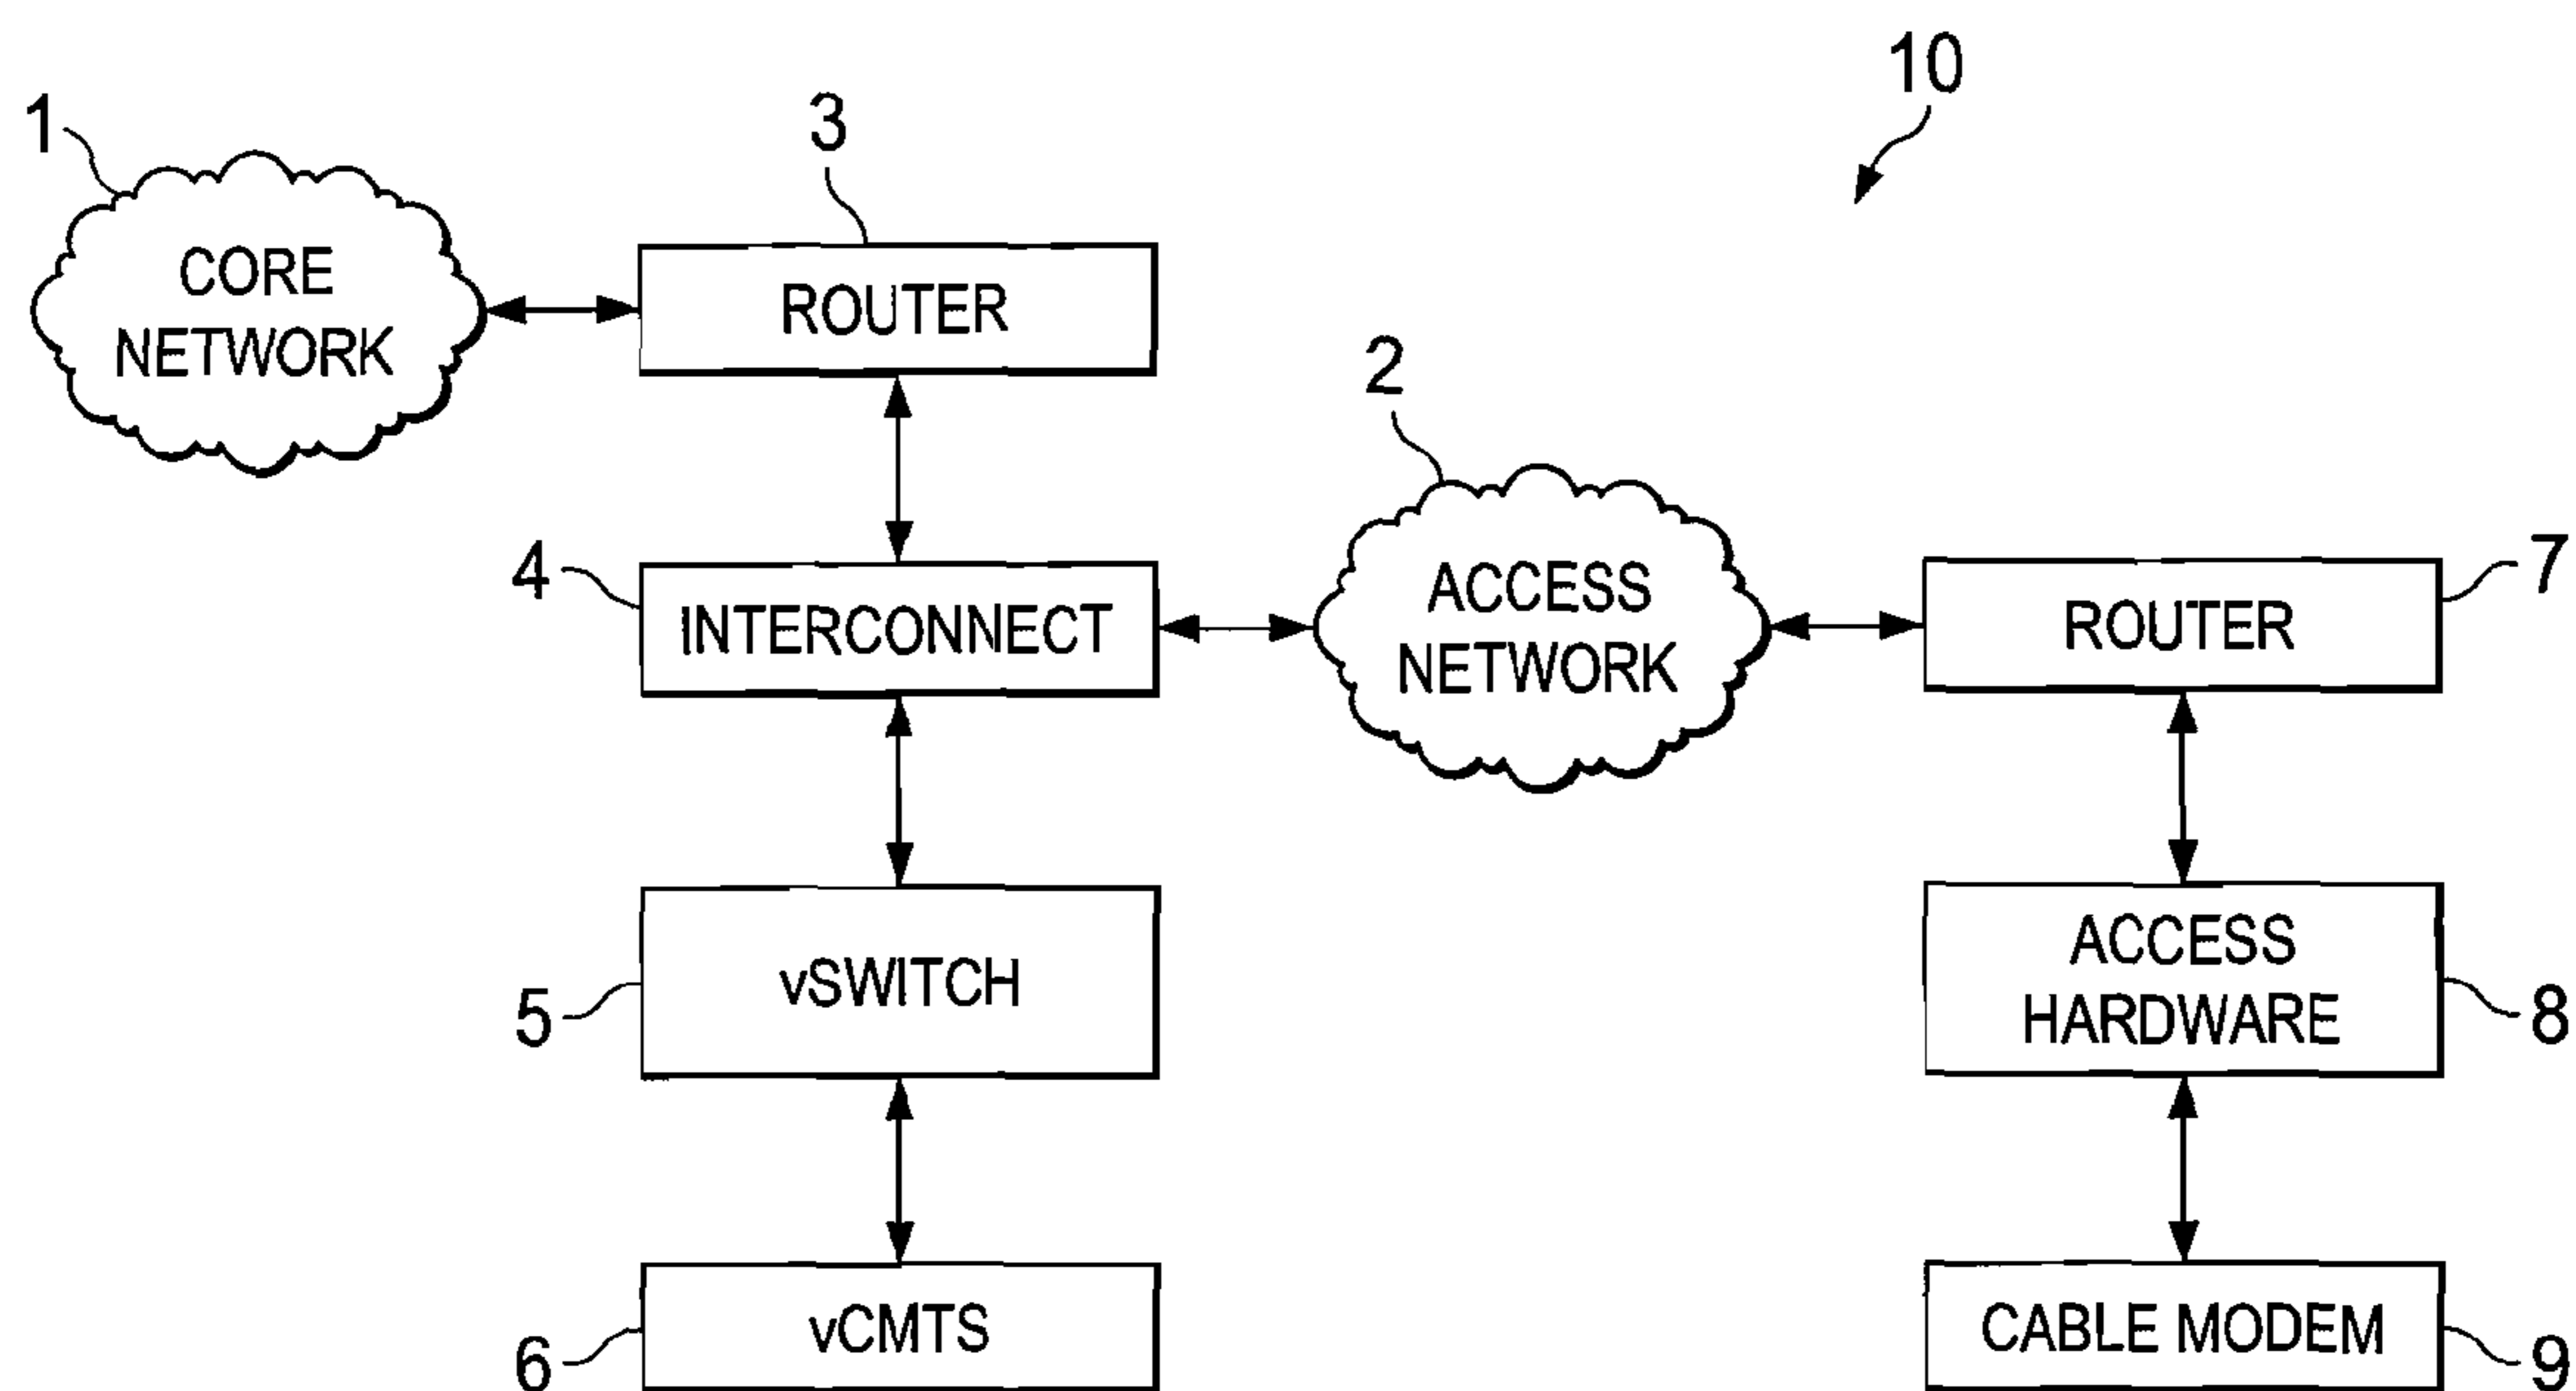 10
1
3
CORE
NETWORK
ROUTER
2
4
INTERCONNECT
ACCESS
NETWORK
7
ROUTER
5
vSWITCH
ACCESS
HARDWARE
8
6
vCMTS
CABLE MODEM
9